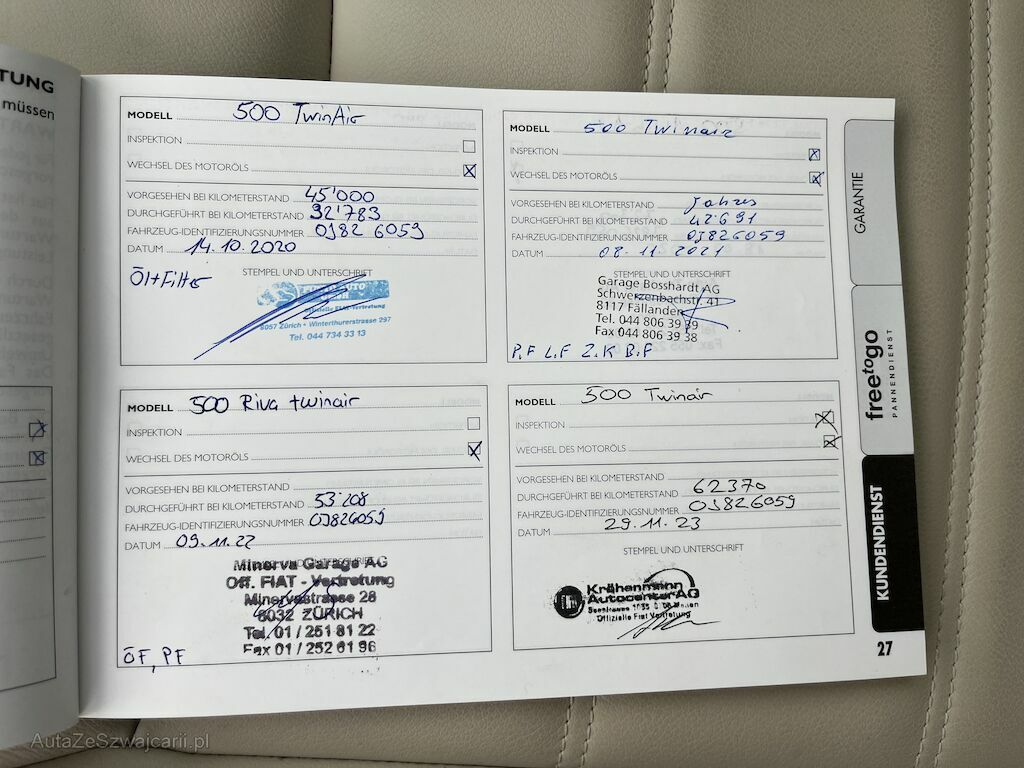 TUNG
müssen
MODELL 500 TwinAir
INSPEKTION
WECHSEL DES MOTORÖLS
VORGESEHEN BEI KILOMETERSTAND 45'000
DURCHGEFÜHRT BEI KILOMETERSTAND 32'783
FAHRZEUG-IDENTIFIZIERUNGSNUMMER 0J82 6059
DATUM 14.10.2020
STEMPEL UND UNTERSCHRIFT
Öl+Filter
8057 Zürich • Winterthurerstrasse 297
Tel. 044 734 33 13
MODELL 500 Twinair
INSPEKTION
WECHSEL DES MOTORÖLS
VORGESEHEN BEI KILOMETERSTAND Jahres
DURCHGEFÜHRT BEI KILOMETERSTAND 42691
FAHRZEUG-IDENTIFIZIERUNGSNUMMER 0J826059
DATUM 08.11.2021
STEMPEL UND UNTERSCHRIFT
Garage Bosshardt AG
Schwerzenbachstr. 41
8117 Fällanden
Tel. 044 806 39 39
Fax 044 806 39 38
P.F L.F Z.K B.F
MODELL 500 Riva twinair
INSPEKTION
WECHSEL DES MOTORÖLS
VORGESEHEN BEI KILOMETERSTAND
DURCHGEFÜHRT BEI KILOMETERSTAND 53'208
FAHRZEUG-IDENTIFIZIERUNGSNUMMER 0J826059
DATUM 09.11.22
Minerva Garage AG
Off. FIAT - Vertretung
Minervastrasse 28
8032 ZÜRICH
Tel. 01 / 251 81 22
Fax 01 / 252 61 96
ÖF, PF
MODELL 500 Twinair
INSPEKTION
WECHSEL DES MOTORÖLS
VORGESEHEN BEI KILOMETERSTAND
DURCHGEFÜHRT BEI KILOMETERSTAND 62370
FAHRZEUG-IDENTIFIZIERUNGSNUMMER 0J826059
DATUM 29.11.23
STEMPEL UND UNTERSCHRIFT
Krähenmann
Autocenter AG
Offizielle Fiat Vertretung
GARANTIE
freetogo
PANNENDIENST
KUNDENDIENST
27
AutaZeSzwajcarii.pl